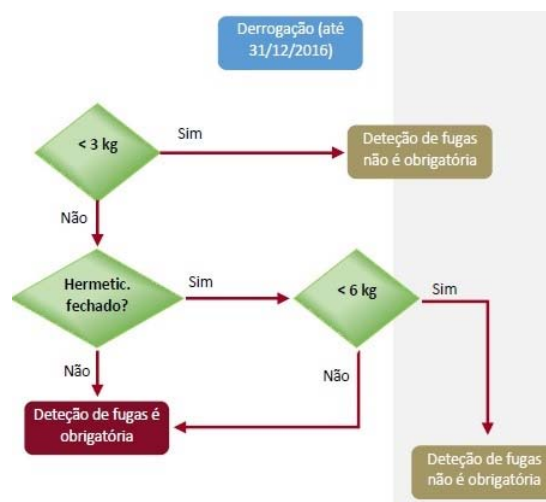 Derrogação (até
31/12/2016)
< 3 kg
Sim
Deteção de fugas
não é obrigatória
Não
Hermetic.
fechado?
Sim
< 6 kg
Sim
Não
Não
Deteção de fugas é
obrigatória
Deteção de fugas
não é obrigatória